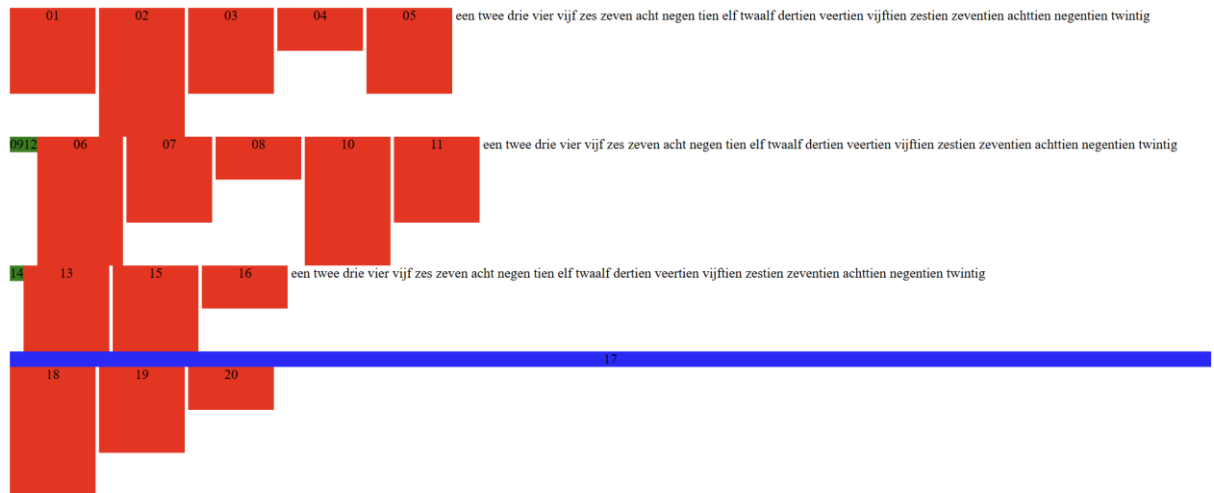 01 02 03 04 05 een twee drie vier vijf zes zeven acht negen tien elf twaalf dertien veertien vijftien zestien zeventien achttien negentien twintig
0912 06 07 08 10 11 een twee drie vier vijf zes zeven acht negen tien elf twaalf dertien veertien vijftien zestien zeventien achttien negentien twintig
14 13 15 16 een twee drie vier vijf zes zeven acht negen tien elf twaalf dertien veertien vijftien zestien zeventien achttien negentien twintig
17
18 19 20